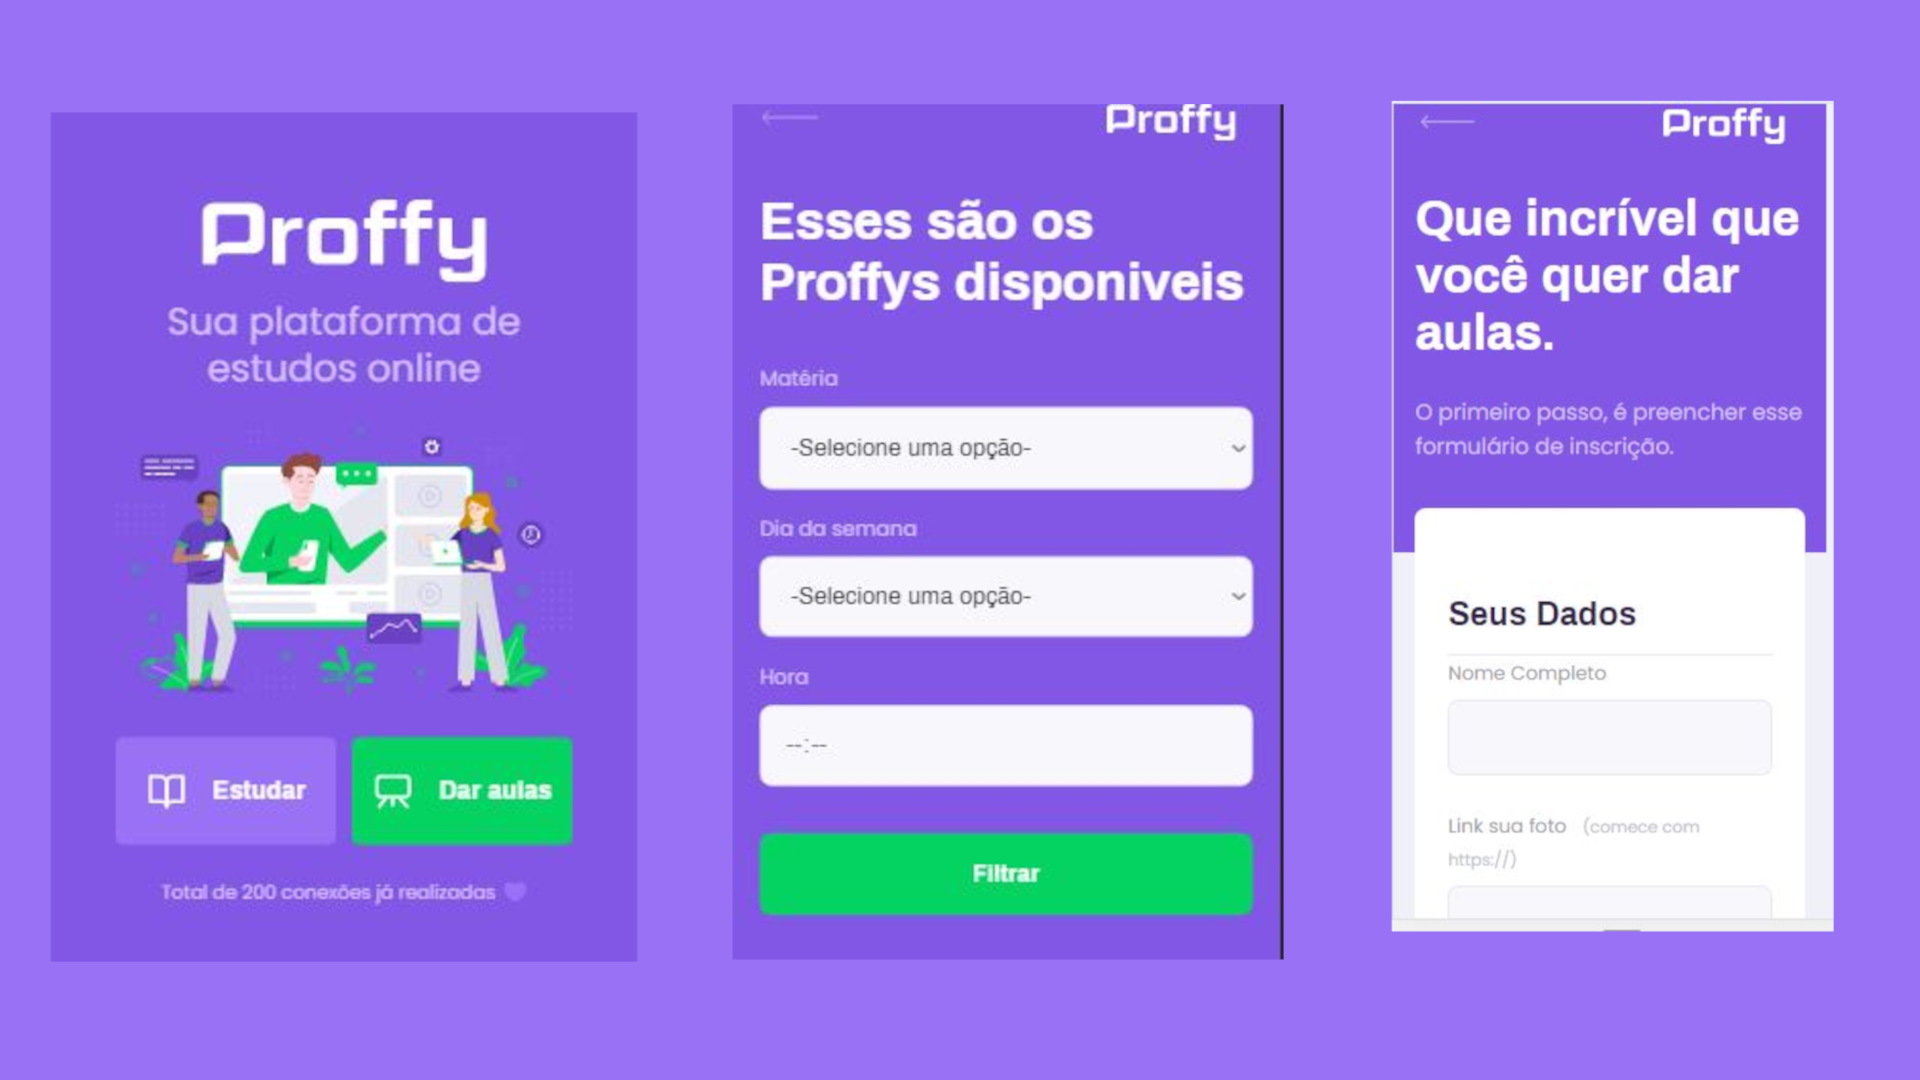 Proffy
Sua plataforma de
estudos online
Estudar
Dar aulas
Total de 200 conexões já realizadas
Proffy
Esses são os
Proffys disponiveis
Matéria
-Selecione uma opção-
Dia da semana
-Selecione uma opção-
Hora
--:--
Filtrar
Proffy
Que incrível que
você quer dar
aulas.
O primeiro passo, é preencher esse
formulário de inscrição.
Seus Dados
Nome Completo
Link sua foto (comece com
https://)